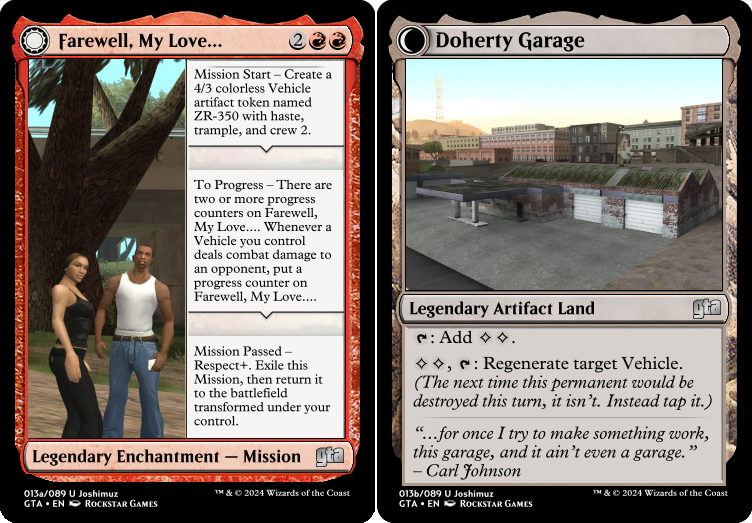 Farewell, My Love... 2
Mission Start – Create a
4/3 colorless Vehicle
artifact token named
ZR-350 with haste,
trample, and crew 2.
To Progress – There are
two or more progress
counters on Farewell,
My Love.... Whenever a
Vehicle you control
deals combat damage to
an opponent, put a
progress counter on
Farewell, My Love....
Mission Passed –
Respect+. Exile this
Mission, then return it
to the battlefield
transformed under your
control.
Legendary Enchantment — Mission gta
013a/089 U Joshimuz
GTA • EN Rockstar Games
™ & © 2024 Wizards of the Coast
Doherty Garage
Legendary Artifact Land gta
: Add .
, : Regenerate target Vehicle.
(The next time this permanent would be
destroyed this turn, it isn't. Instead tap it.)
“...for once I try to make something work,
this garage, and it ain't even a garage.”
– Carl Johnson
013b/089 U Joshimuz
GTA • EN Rockstar Games
™ & © 2024 Wizards of the Coast